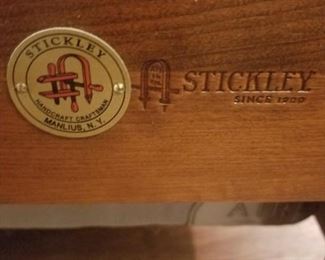 STICKLEY
HANDCRAFT CRAFTSMAN
MANLIUS, N.Y.
STICKLEY
SINCE 1900